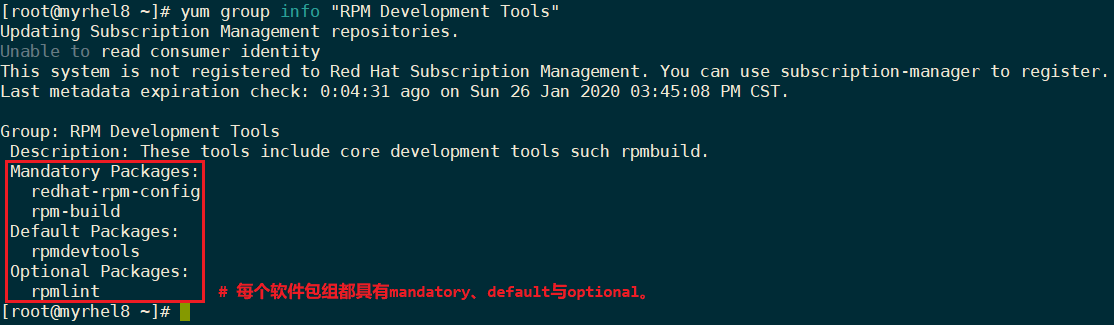 [root@myrhel8 ~]# yum group info "RPM Development Tools"
Updating Subscription Management repositories.
Unable to read consumer identity
This system is not registered to Red Hat Subscription Management. You can use subscription-manager to register.
Last metadata expiration check: 0:04:31 ago on Sun 26 Jan 2020 03:45:08 PM CST.

Group: RPM Development Tools
 Description: These tools include core development tools such rpmbuild.
 Mandatory Packages:
   redhat-rpm-config
   rpm-build
 Default Packages:
   rpmdevtools
 Optional Packages:
   rpmlint # 每个软件包组都具有mandatory、default与optional。
[root@myrhel8 ~]#